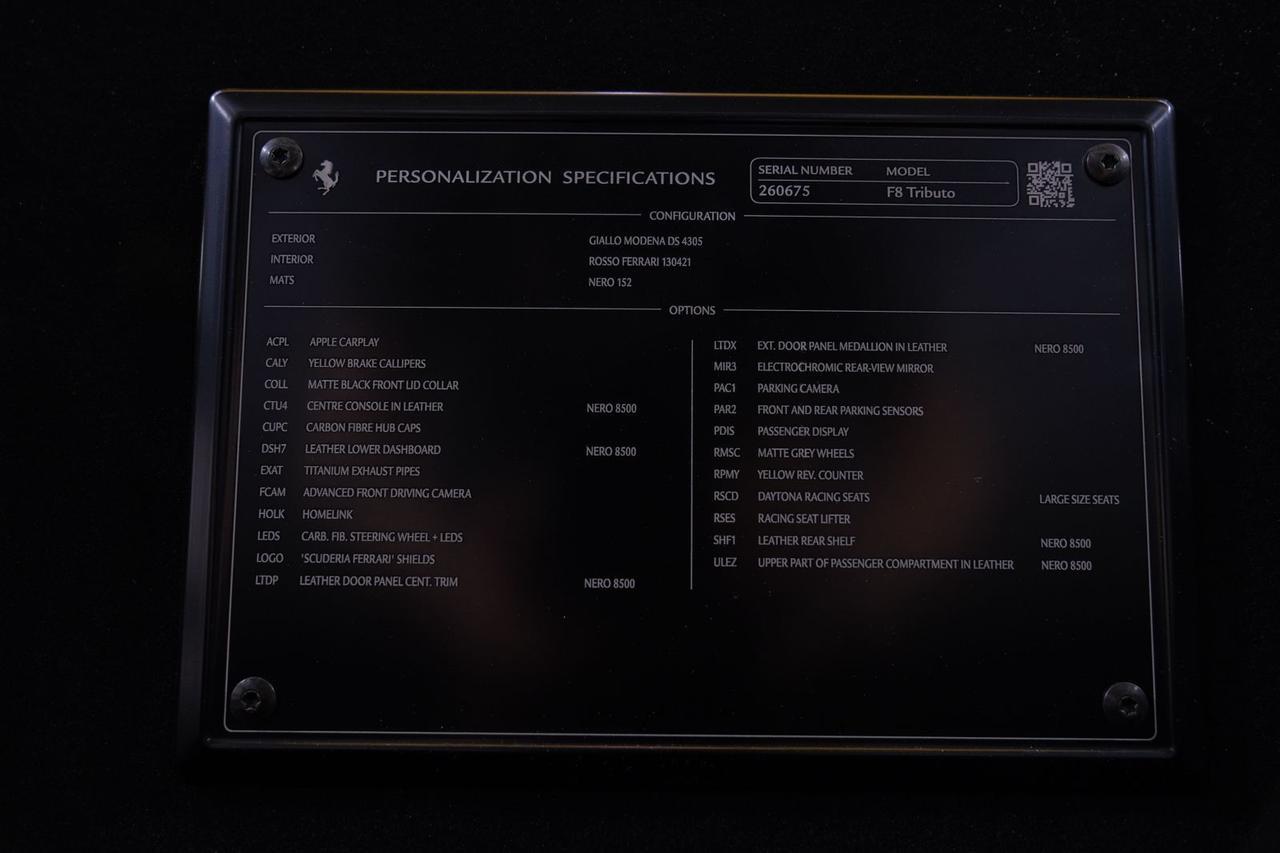 PERSONALIZATION SPECIFICATIONS
SERIAL NUMBER MODEL
260675 F8 Tributo
CONFIGURATION
EXTERIOR GIALLO MODENA DS 4305
INTERIOR ROSSO FERRARI 130421
MATS NERO 152
OPTIONS
ACPL APPLE CARPLAY
CALY YELLOW BRAKE CALLIPERS
COLL MATTE BLACK FRONT LID COLLAR
CTU4 CENTRE CONSOLE IN LEATHER NERO 8500
CUPC CARBON FIBRE HUB CAPS
DSH7 LEATHER LOWER DASHBOARD NERO 8500
EXAT TITANIUM EXHAUST PIPES
FCAM ADVANCED FRONT DRIVING CAMERA
HOLK HOMELINK
LEDS CARB. FIB. STEERING WHEEL + LEDS
LOGO 'SCUDERIA FERRARI' SHIELDS
LTDP LEATHER DOOR PANEL CENT. TRIM NERO 8500
LTDX EXT. DOOR PANEL MEDALLION IN LEATHER NERO 8500
MIR3 ELECTROCHROMIC REAR-VIEW MIRROR
PAC1 PARKING CAMERA
PAR2 FRONT AND REAR PARKING SENSORS
PDIS PASSENGER DISPLAY
RMSC MATTE GREY WHEELS
RPMY YELLOW REV. COUNTER
RSCD DAYTONA RACING SEATS LARGE SIZE SEATS
RSES RACING SEAT LIFTER
SHF1 LEATHER REAR SHELF NERO 8500
ULEZ UPPER PART OF PASSENGER COMPARTMENT IN LEATHER NERO 8500